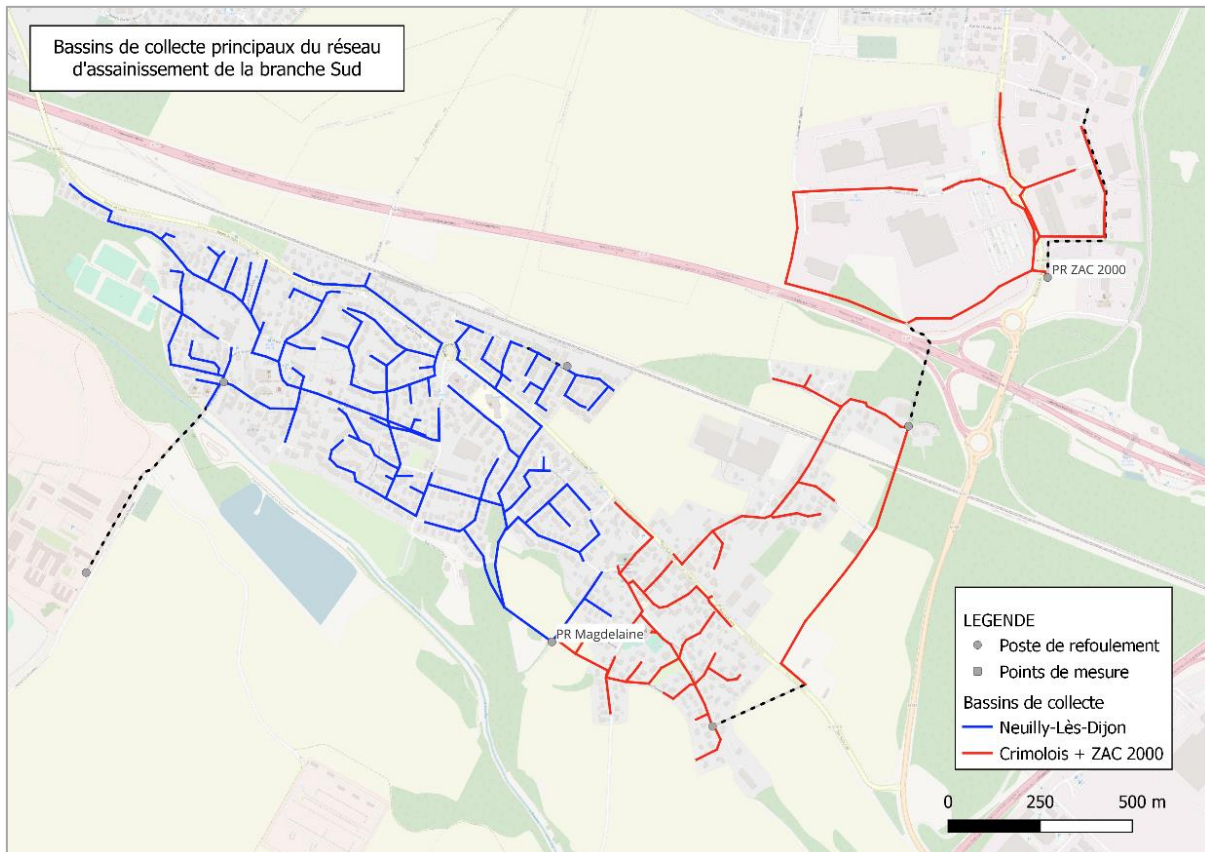 Bassins de collecte principaux du réseau
d'assainissement de la branche Sud
PR ZAC 2000
PR Magdelaine
LEGENDE
Poste de refoulement
Points de mesure
Bassins de collecte
Neuilly-Lès-Dijon
Crimolois + ZAC 2000
0 250 500 m